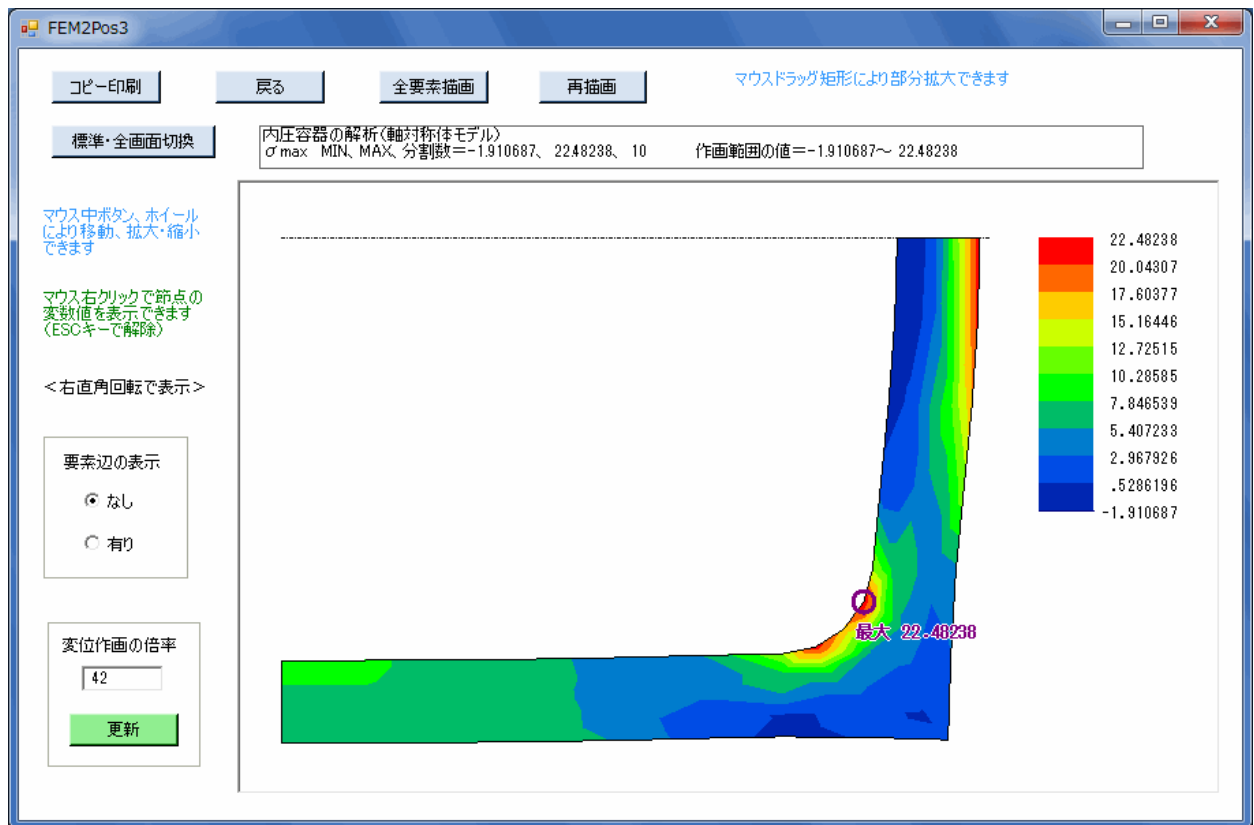 FEM2Pos3
コピー印刷
戻る
全要素描画
再描画
マウスドラッグ矩形により部分拡大できます
標準・全画面切換
内圧容器の解析(軸対称体モデル)
σmax MIN、MAX、分割数=-1.910687、 22.48238、 10 作画範囲の値=-1.910687~ 22.48238
マウス中ボタン、ホイール
により移動、拡大・縮小
できます
マウス右クリックで節点の
変数値を表示できます
(ESCキーで解除)
<右直角回転で表示>
要素辺の表示
なし
有り
変位作画の倍率
42
更新
22.48238
20.04307
17.60377
15.16446
12.72515
10.28585
7.846539
5.407233
2.967926
.5286196
-1.910687
最大 22.48238